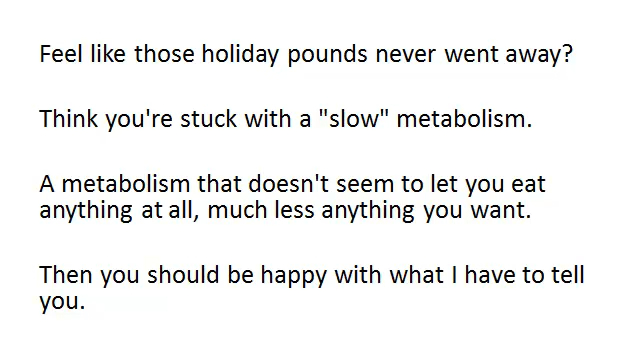 Feel like those holiday pounds never went away?
Think you're stuck with a "slow" metabolism.
A metabolism that doesn't seem to let you eat
anything at all, much less anything you want.
Then you should be happy with what I have to tell
you.